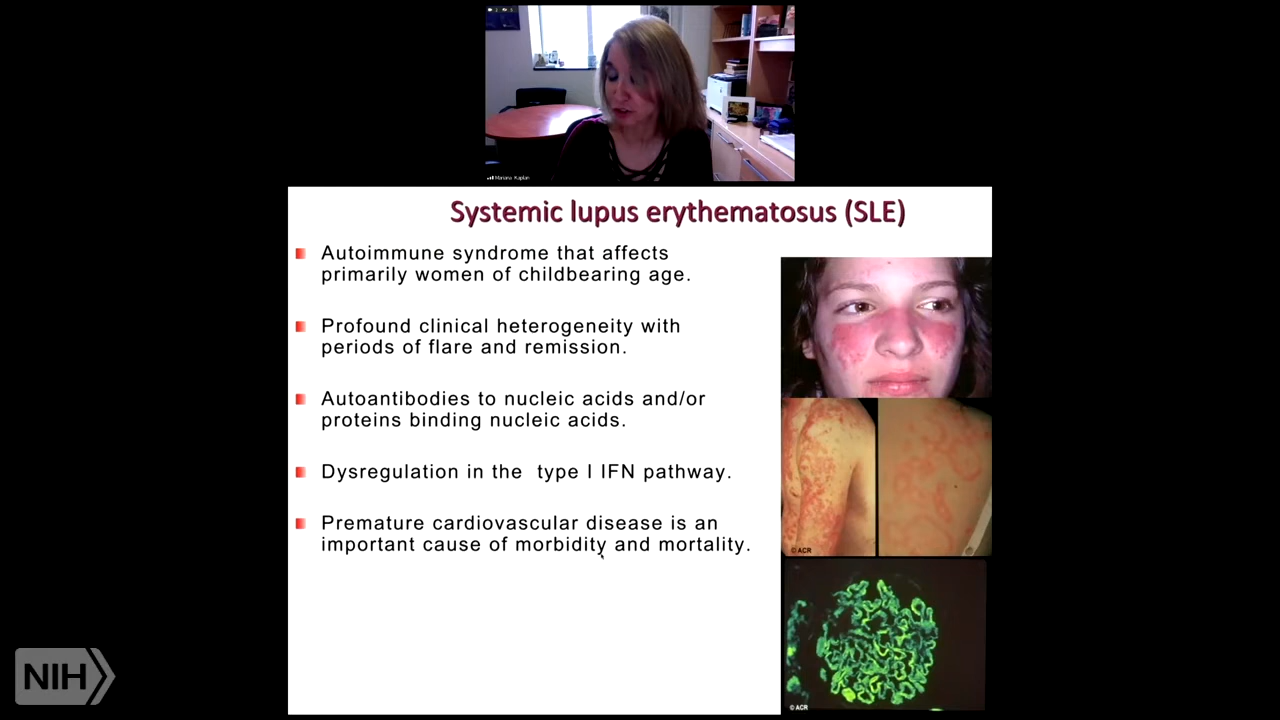 Mariana Kaplan
Systemic lupus erythematosus (SLE)
Autoimmune syndrome that affects
primarily women of childbearing age.
Profound clinical heterogeneity with
periods of flare and remission.
Autoantibodies to nucleic acids and/or
proteins binding nucleic acids.
Dysregulation in the type I IFN pathway.
Premature cardiovascular disease is an
important cause of morbidity and mortality.
© ACR
© ACR
NIH